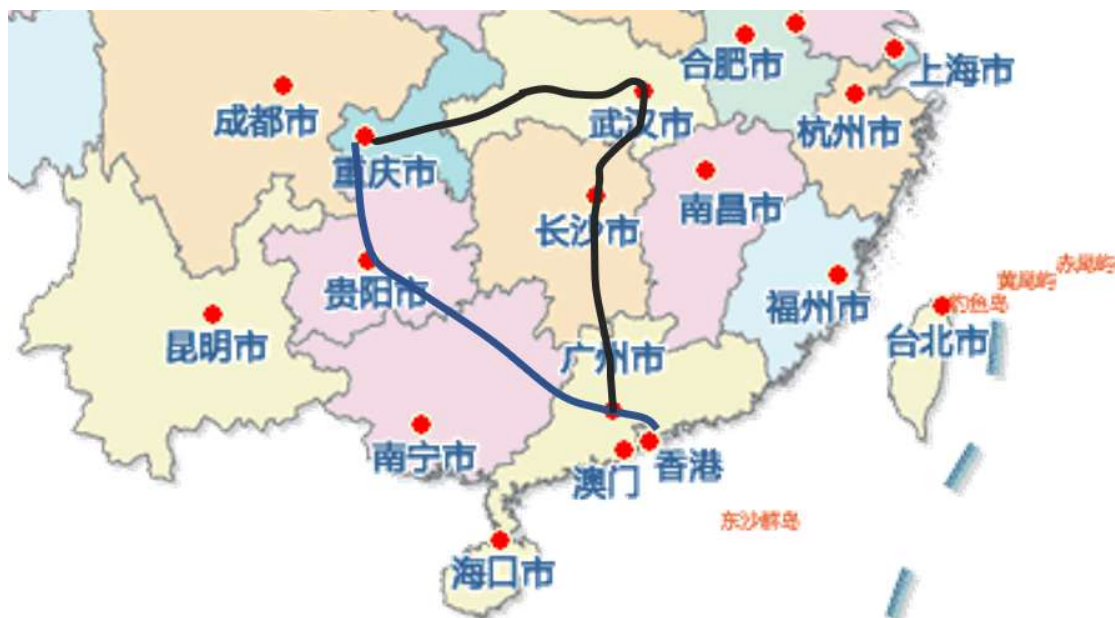 合肥市
上海市
成都市
武汉市
杭州市
重庆市
南昌市
长沙市
赤尾屿
黄尾屿
贵阳市
福州市
钓鱼岛
昆明市
广州市
台北市
南宁市
澳门
香港
东沙群岛
海口市